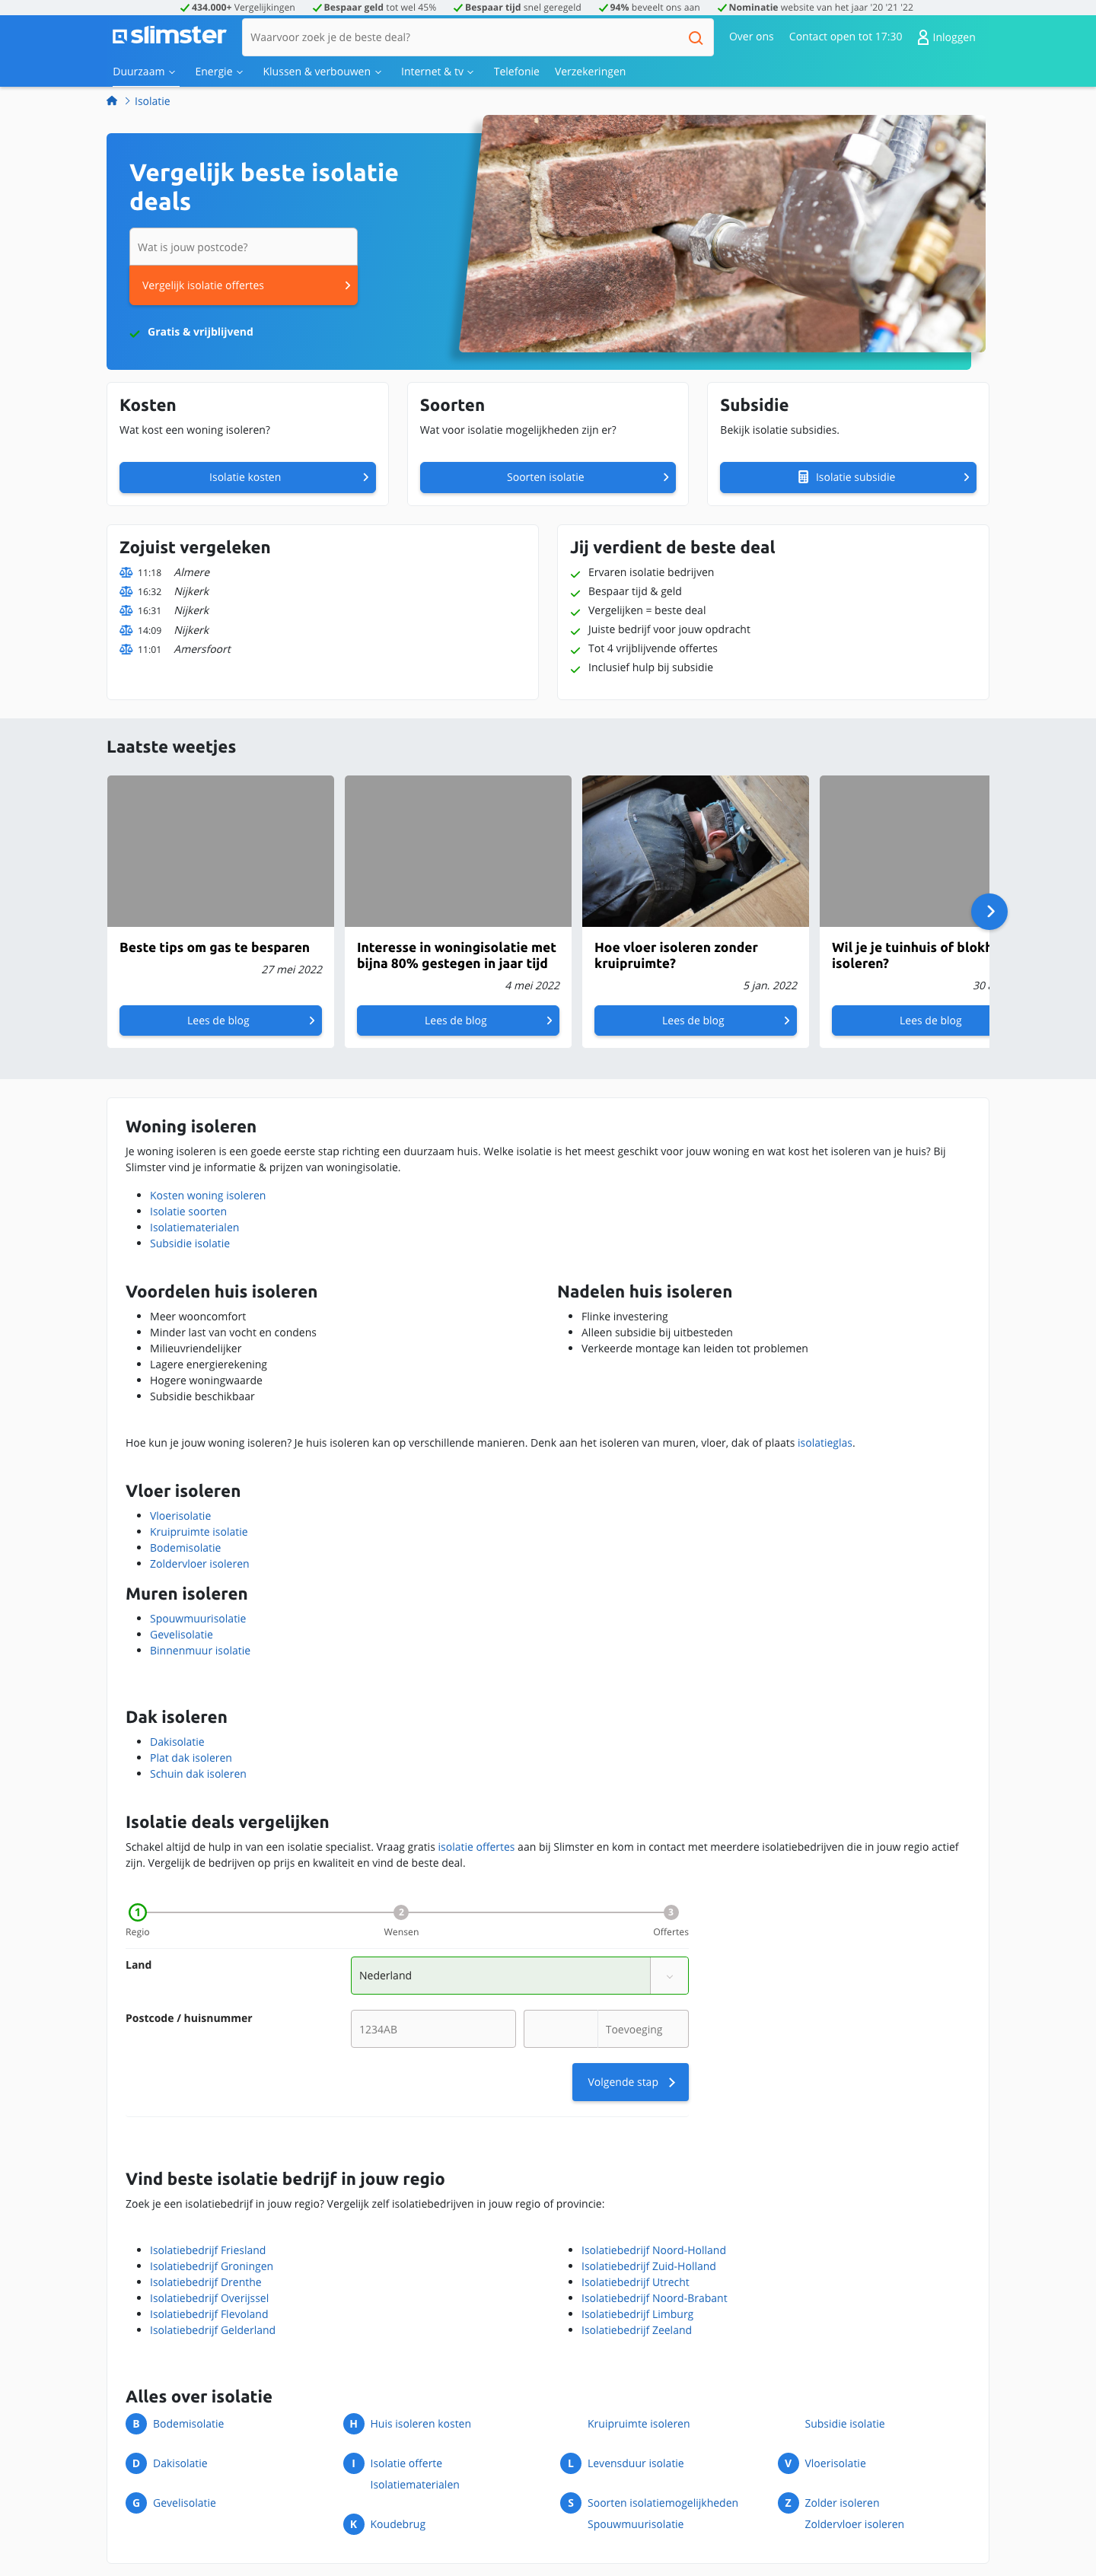 434.000+ Vergelijkingen Bespaar geld tot wel 45% Bespaar tijd snel geregeld 94% beveelt ons aan Nominatie website van het jaar '20 '21 '22
slimster
Waarvoor zoek je de beste deal?
Over ons Contact open tot 17:30 Inloggen
Duurzaam Energie Klussen & verbouwen Internet & tv Telefonie Verzekeringen
Isolatie
Vergelijk beste isolatie
deals
Wat is jouw postcode?
Vergelijk isolatie offertes
Gratis & vrijblijvend
Kosten
Wat kost een woning isoleren?
Isolatie kosten
Soorten
Wat voor isolatie mogelijkheden zijn er?
Soorten isolatie
Subsidie
Bekijk isolatie subsidies.
Isolatie subsidie
Zojuist vergeleken
11:18 Almere
16:32 Nijkerk
16:31 Nijkerk
14:09 Nijkerk
11:01 Amersfoort
Jij verdient de beste deal
Ervaren isolatie bedrijven
Bespaar tijd & geld
Vergelijken = beste deal
Juiste bedrijf voor jouw opdracht
Tot 4 vrijblijvende offertes
Inclusief hulp bij subsidie
Laatste weetjes
Beste tips om gas te besparen
27 mei 2022
Lees de blog
Interesse in woningisolatie met
bijna 80% gestegen in jaar tijd
4 mei 2022
Lees de blog
Hoe vloer isoleren zonder
kruipruimte?
5 jan. 2022
Lees de blog
Wil je je tuinhuis of blokh
isoleren?
30
Lees de blog
Woning isoleren
Je woning isoleren is een goede eerste stap richting een duurzaam huis. Welke isolatie is het meest geschikt voor jouw woning en wat kost het isoleren van je huis? Bij
Slimster vind je informatie & prijzen van woningisolatie.
Kosten woning isoleren
Isolatie soorten
Isolatiematerialen
Subsidie isolatie
Voordelen huis isoleren
Meer wooncomfort
Minder last van vocht en condens
Milieuvriendelijker
Lagere energierekening
Hogere woningwaarde
Subsidie beschikbaar
Nadelen huis isoleren
Flinke investering
Alleen subsidie bij uitbesteden
Verkeerde montage kan leiden tot problemen
Hoe kun je jouw woning isoleren? Je huis isoleren kan op verschillende manieren. Denk aan het isoleren van muren, vloer, dak of plaats isolatieglas.
Vloer isoleren
Vloerisolatie
Kruipruimte isolatie
Bodemisolatie
Zoldervloer isoleren
Muren isoleren
Spouwmuurisolatie
Gevelisolatie
Binnenmuur isolatie
Dak isoleren
Dakisolatie
Plat dak isoleren
Schuin dak isoleren
Isolatie deals vergelijken
Schakel altijd de hulp in van een isolatie specialist. Vraag gratis isolatie offertes aan bij Slimster en kom in contact met meerdere isolatiebedrijven die in jouw regio actief
zijn. Vergelijk de bedrijven op prijs en kwaliteit en vind de beste deal.
1 2 3
Regio Wensen Offertes
Land Nederland
Postcode / huisnummer 1234AB Toevoeging
Volgende stap
Vind beste isolatie bedrijf in jouw regio
Zoek je een isolatiebedrijf in jouw regio? Vergelijk zelf isolatiebedrijven in jouw regio of provincie:
Isolatiebedrijf Friesland
Isolatiebedrijf Groningen
Isolatiebedrijf Drenthe
Isolatiebedrijf Overijssel
Isolatiebedrijf Flevoland
Isolatiebedrijf Gelderland
Isolatiebedrijf Noord-Holland
Isolatiebedrijf Zuid-Holland
Isolatiebedrijf Utrecht
Isolatiebedrijf Noord-Brabant
Isolatiebedrijf Limburg
Isolatiebedrijf Zeeland
Alles over isolatie
B Bodemisolatie
D Dakisolatie
G Gevelisolatie
H Huis isoleren kosten
I Isolatie offerte
Isolatiematerialen
K Koudebrug
Kruipruimte isoleren
L Levensduur isolatie
S Soorten isolatiemogelijkheden
Spouwmuurisolatie
Subsidie isolatie
V Vloerisolatie
Z Zolder isoleren
Zoldervloer isoleren